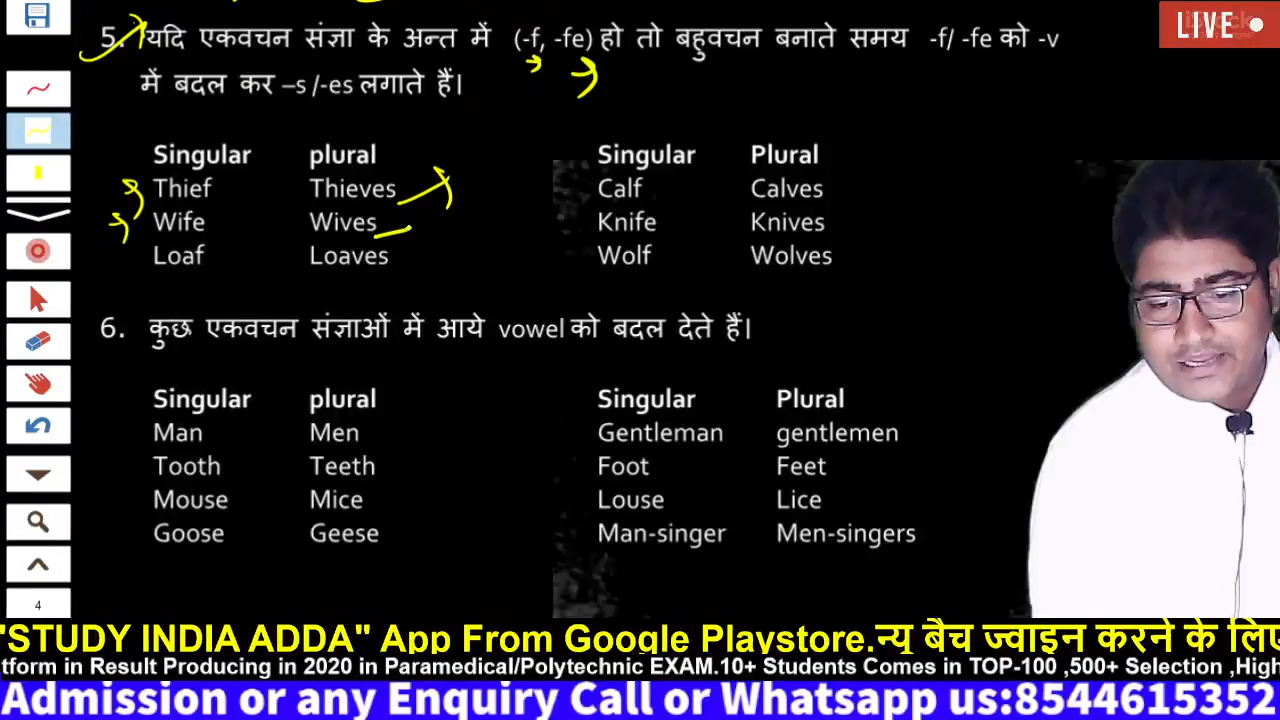 LIVE
5. यदि एकवचन संज्ञा के अन्त में (-f, -fe) हो तो बहुवचन बनाते समय -f/ -fe को -v
में बदल कर –s /-es लगाते हैं।
Singular plural Singular Plural
Thief Thieves Calf Calves
Wife Wives Knife Knives
Loaf Loaves Wolf Wolves
6. कुछ एकवचन संज्ञाओं में आये vowel को बदल देते हैं।
Singular plural Singular Plural
Man Men Gentleman gentlemen
Tooth Teeth Foot Feet
Mouse Mice Louse Lice
Goose Geese Man-singer Men-singers
4
"STUDY INDIA ADDA" App From Google Playstore.न्यू बैच ज्वाइन करने के लिए
tform in Result Producing in 2020 in Paramedical/Polytechnic EXAM.10+ Students Comes in TOP-100 ,500+ Selection ,High
Admission or any Enquiry Call or Whatsapp us:8544615352